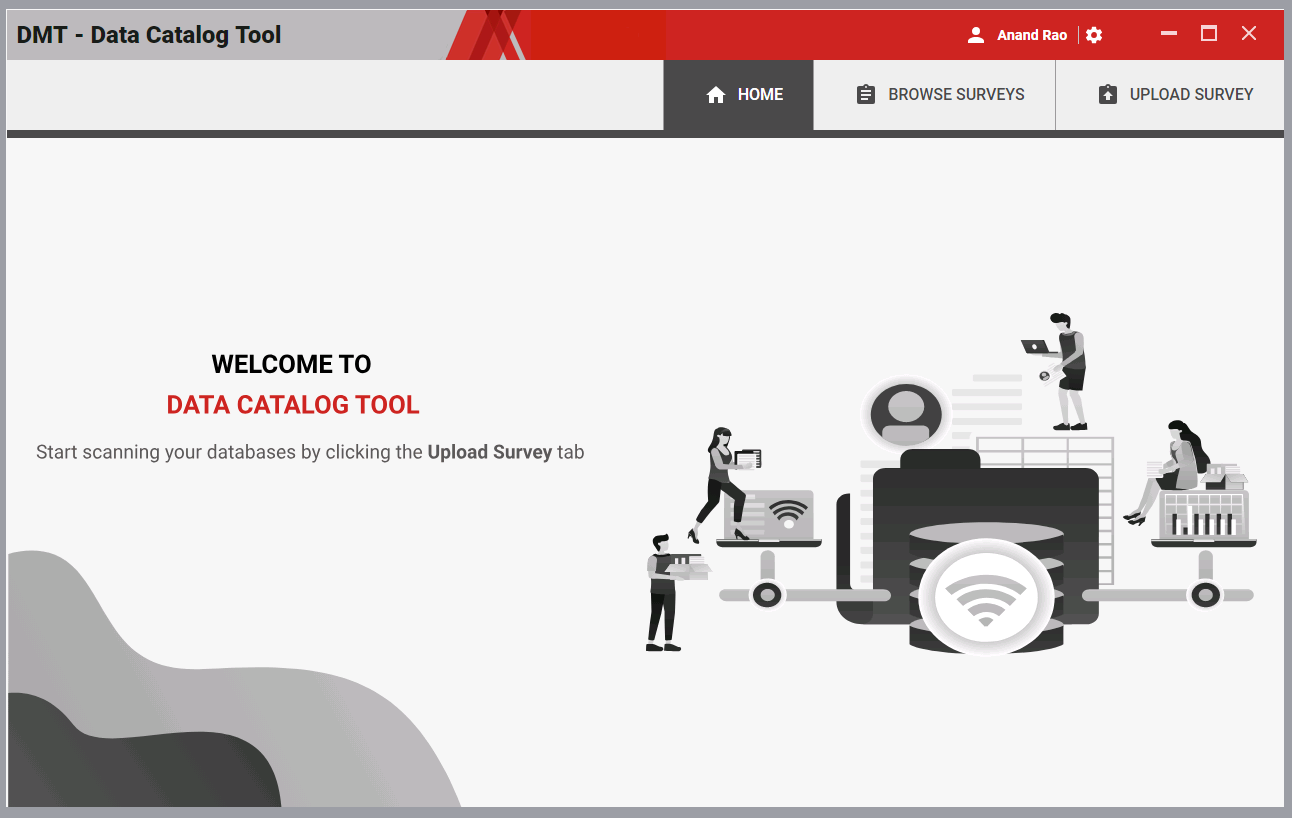 DMT - Data Catalog Tool
Anand Rao
HOME
BROWSE SURVEYS
UPLOAD SURVEY
WELCOME TO
DATA CATALOG TOOL
Start scanning your databases by clicking the Upload Survey tab